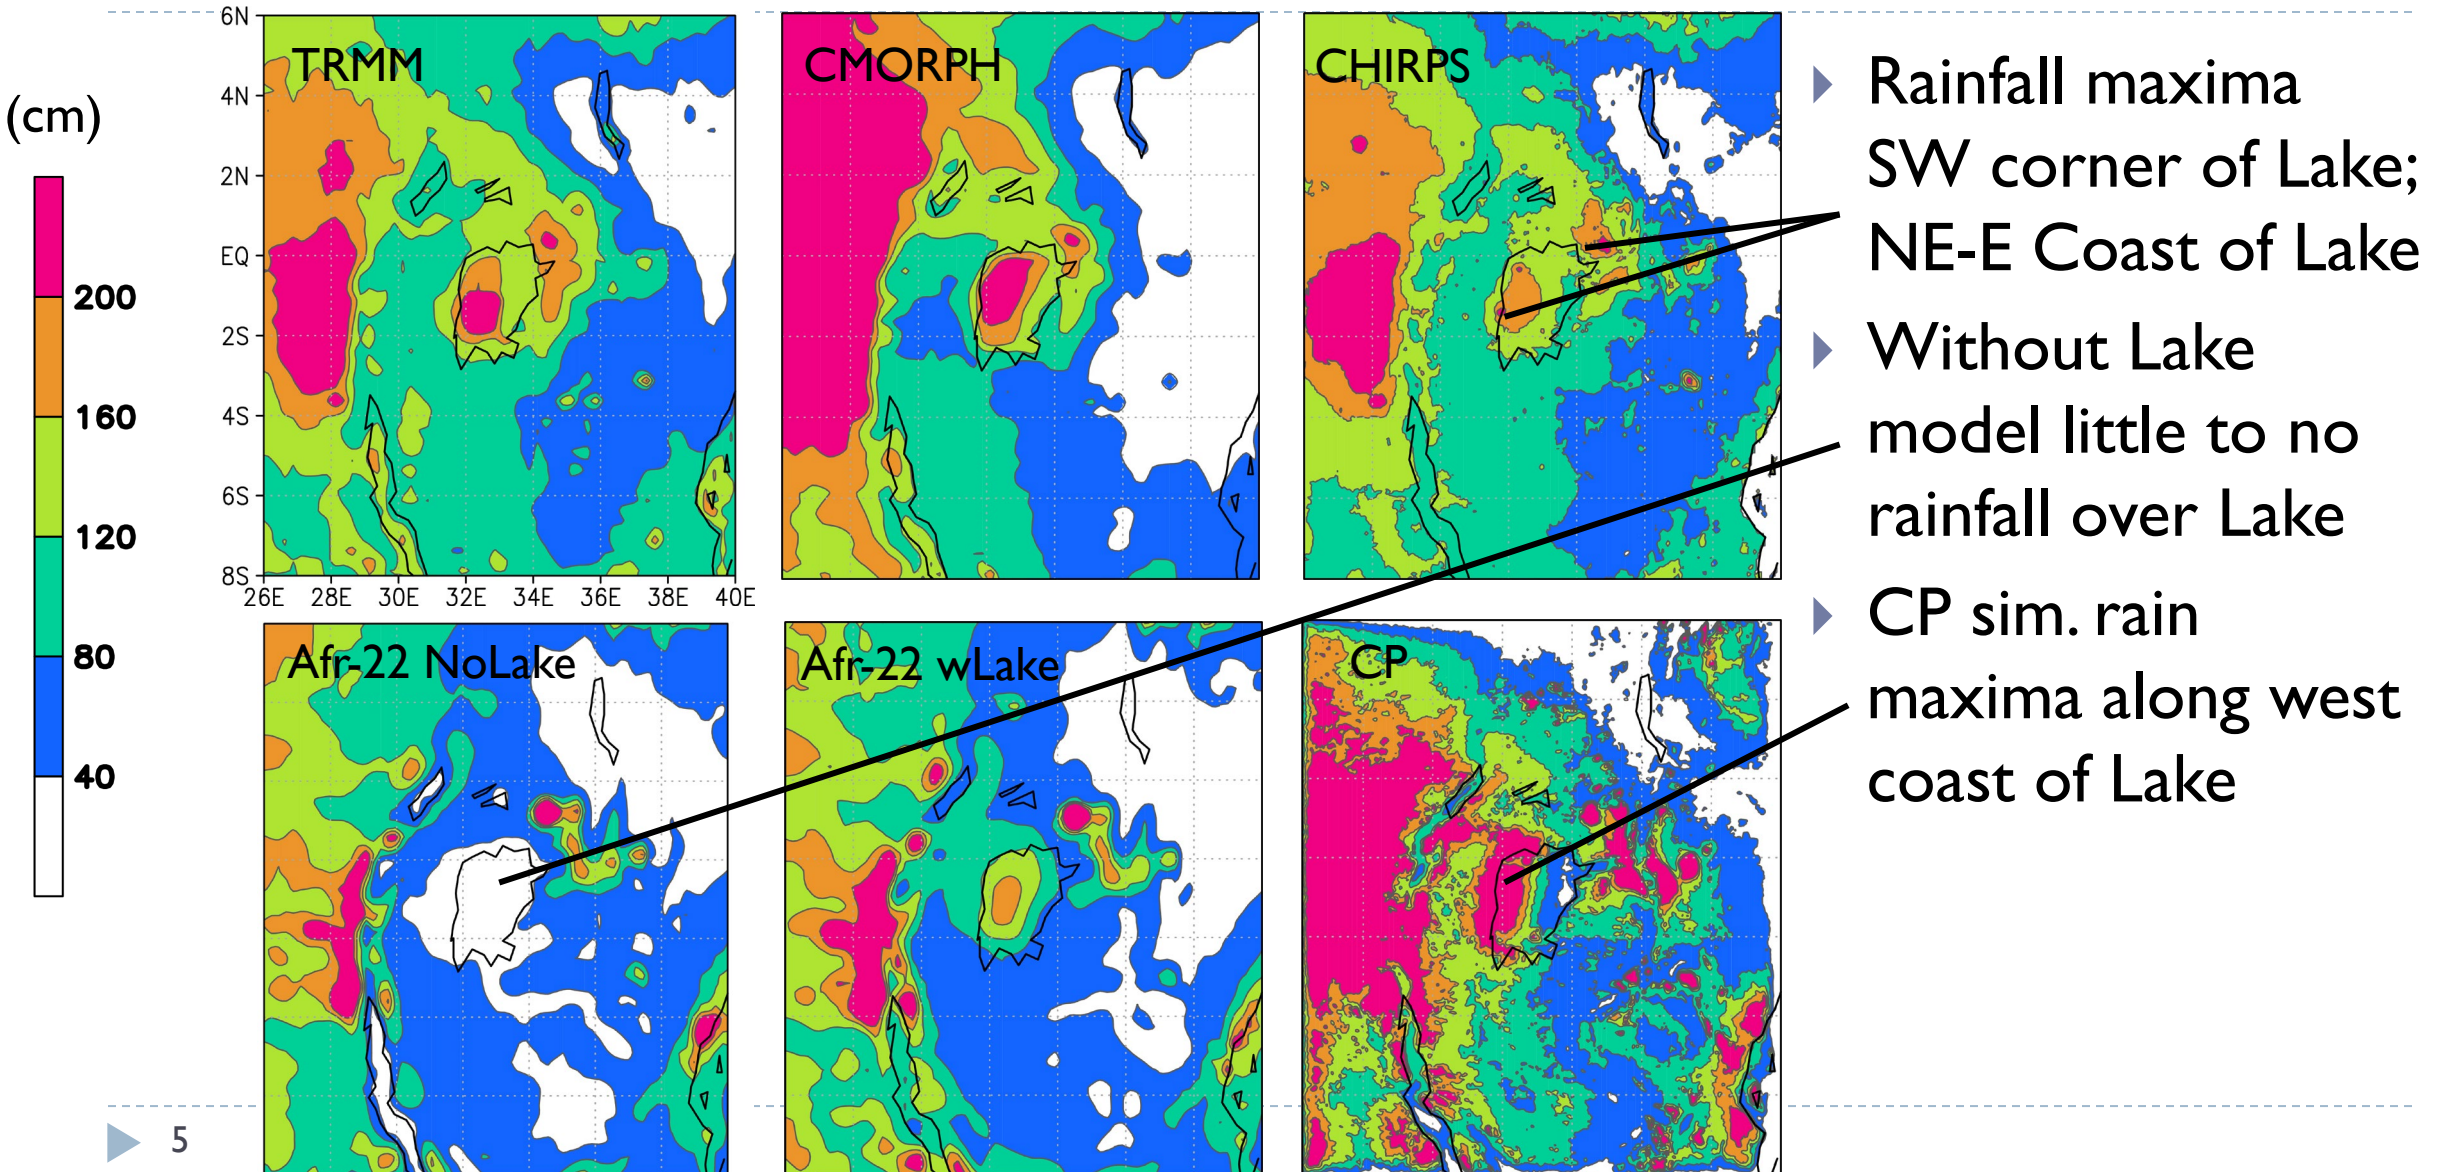 (cm)
200
160
120
80
40
TRMM
6N
4N
2N
EQ
2S
4S
6S
8S
26E 28E 30E 32E 34E 36E 38E 40E
CMORPH
CHIRPS
Afr-22 NoLake
Afr-22 wLake
CP
Rainfall maxima
SW corner of Lake;
NE-E Coast of Lake
Without Lake
model little to no
rainfall over Lake
CP sim. rain
maxima along west
coast of Lake
5